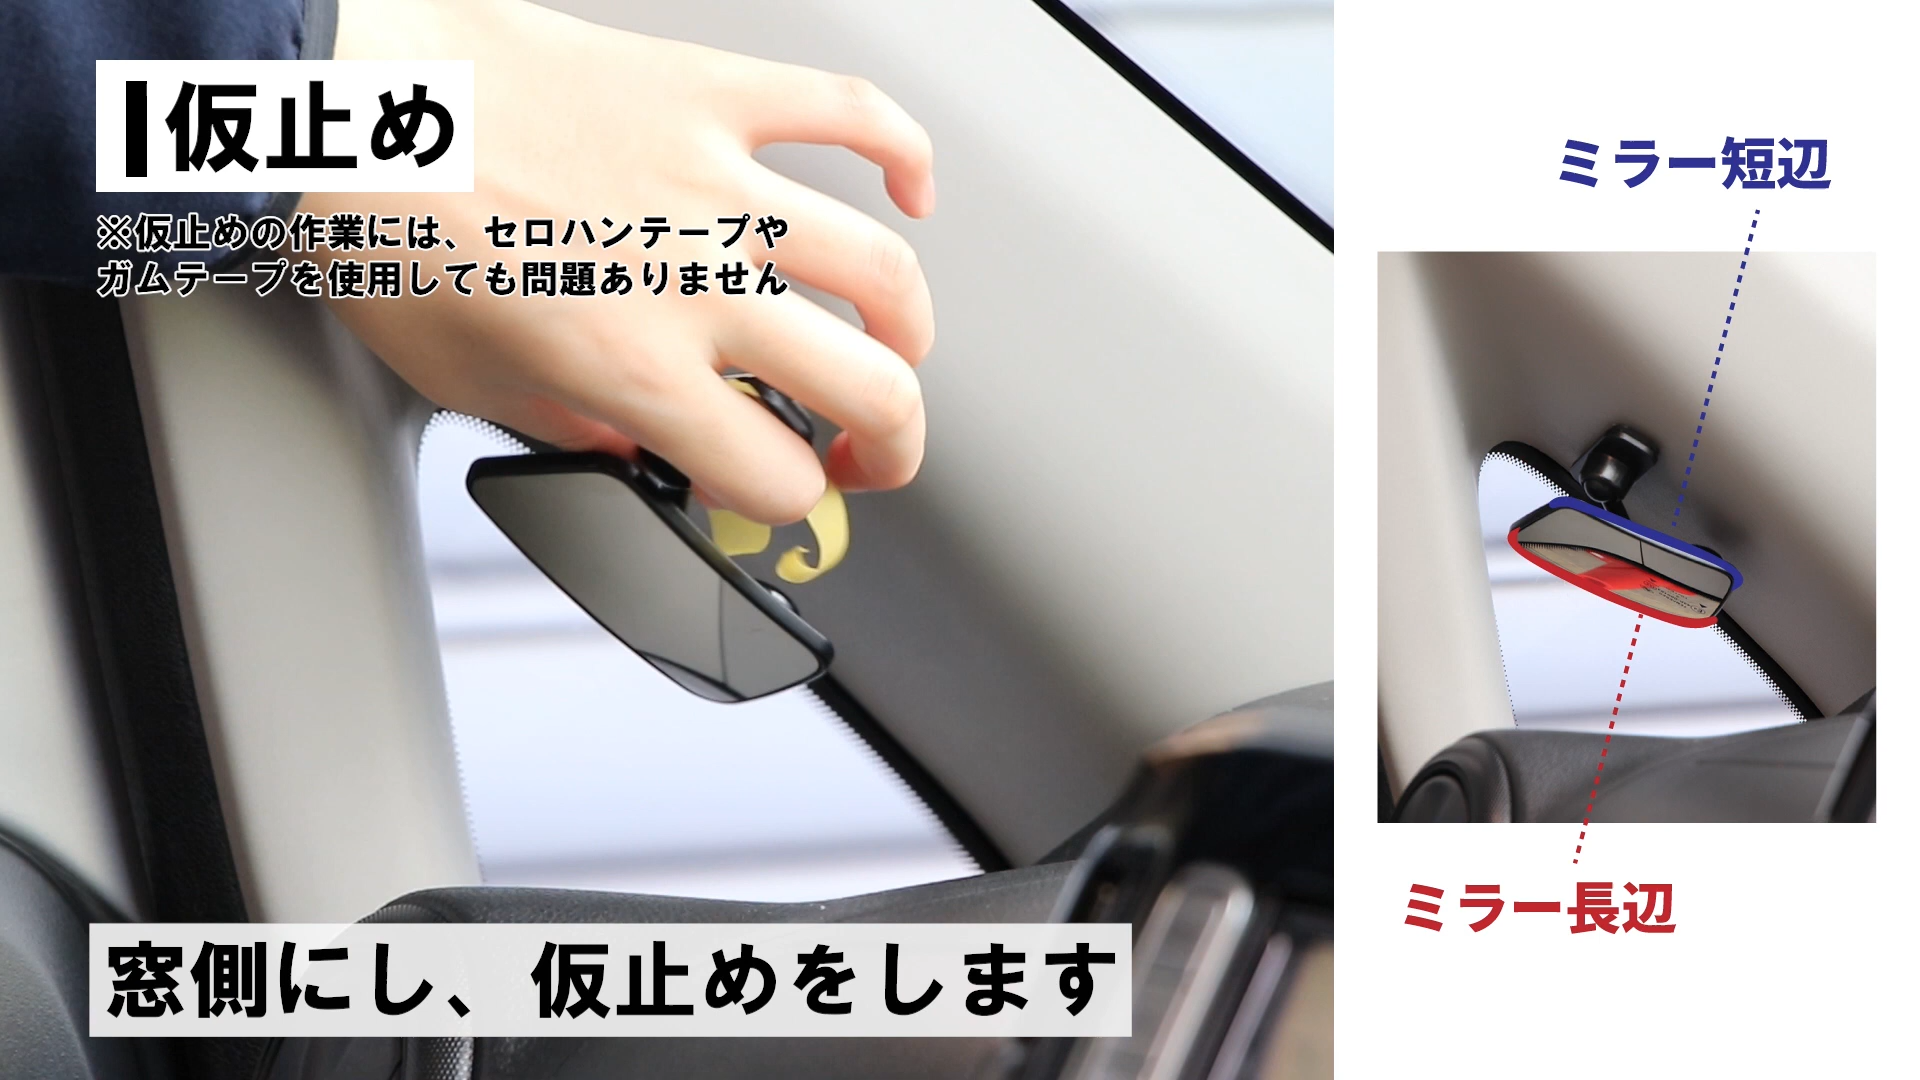 仮止め
※仮止めの作業には、セロハンテープや
ガムテープを使用しても問題ありません
窓側にし、仮止めをします
ミラー短辺
ミラー長辺